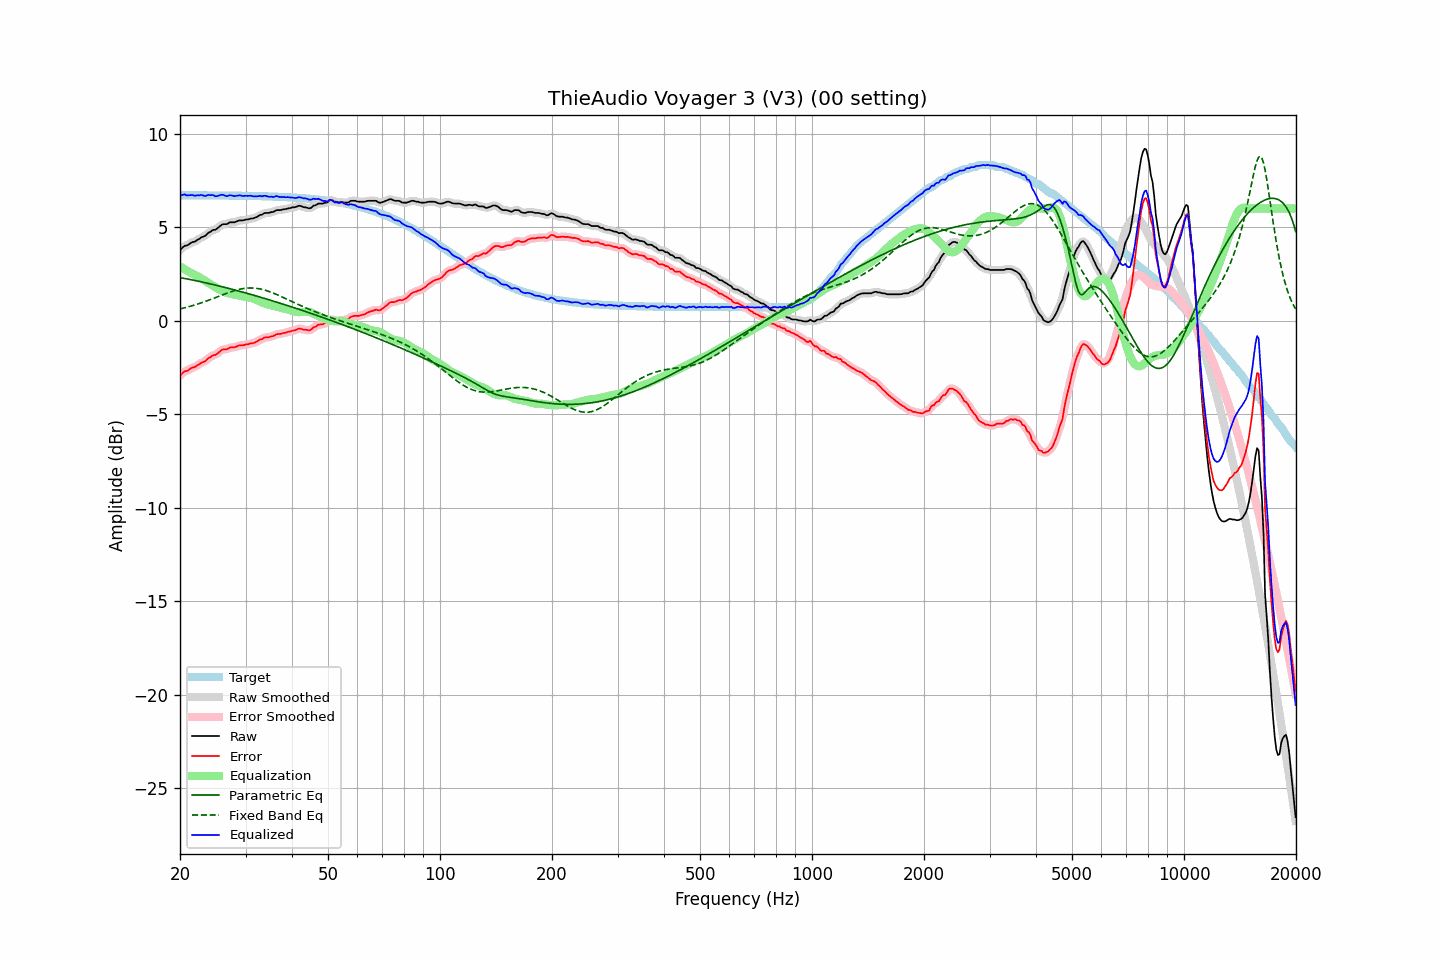 ThieAudio Voyager 3 (V3) (00 setting)
Amplitude (dBr)
10
5
0
−5
−10
−15
−20
−25
Target
Raw Smoothed
Error Smoothed
Raw
Error
Equalization
Parametric Eq
Fixed Band Eq
Equalized
20 50 100 200 500 1000 2000 5000 10000 20000
Frequency (Hz)